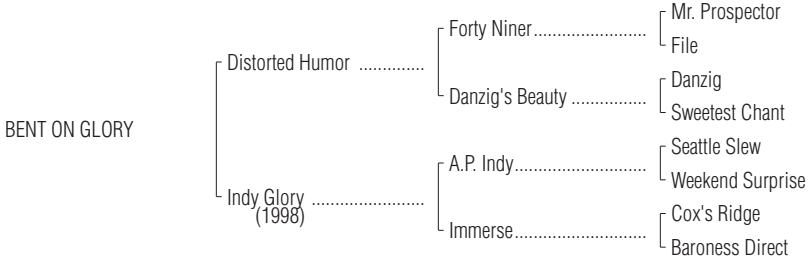 Mr. Prospector
Forty Niner........................
File
Distorted Humor ..............
Danzig
Danzig's Beauty ................
Sweetest Chant
BENT ON GLORY
Seattle Slew
A.P. Indy............................
Weekend Surprise
Indy Glory ........................
(1998)
Cox's Ridge
Immerse............................
Baroness Direct